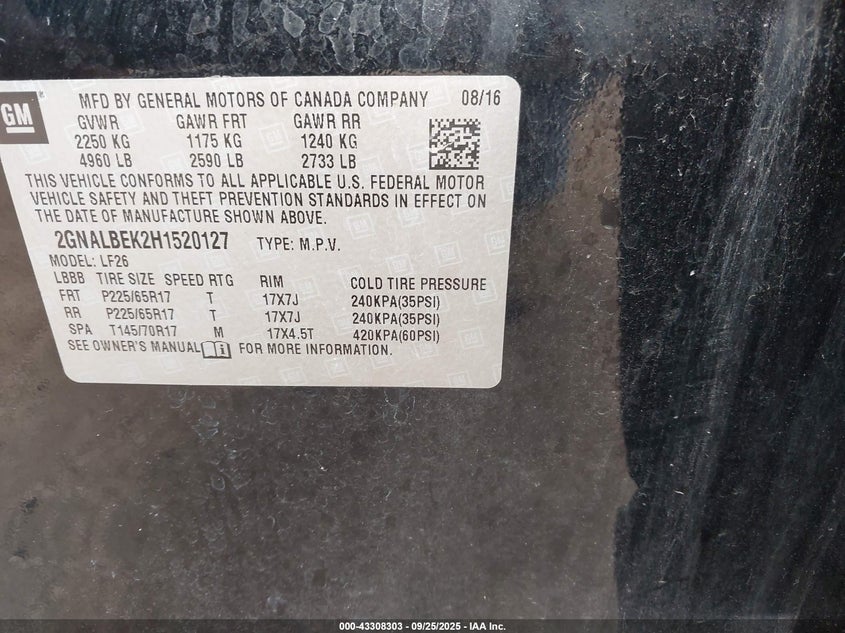 GM
MFD BY GENERAL MOTORS OF CANADA COMPANY 08/16
GVWR GAWR FRT GAWR RR
2250 KG 1175 KG 1240 KG
4960 LB 2590 LB 2733 LB
THIS VEHICLE CONFORMS TO ALL APPLICABLE U.S. FEDERAL MOTOR
VEHICLE SAFETY AND THEFT PREVENTION STANDARDS IN EFFECT ON
THE DATE OF MANUFACTURE SHOWN ABOVE.
2GNALBEK2H1520127 TYPE: M.P.V.
MODEL: LF26
LBBB TIRE SIZE SPEED RTG RIM COLD TIRE PRESSURE
FRT P225/65R17 T 17X7J 240KPA(35PSI)
RR P225/65R17 T 17X7J 240KPA(35PSI)
SPA T145/70R17 M 17X4.5T 420KPA(60PSI)
SEE OWNER'S MANUAL FOR MORE INFORMATION.
000-43308303 - 09/25/2025 - IAA Inc.